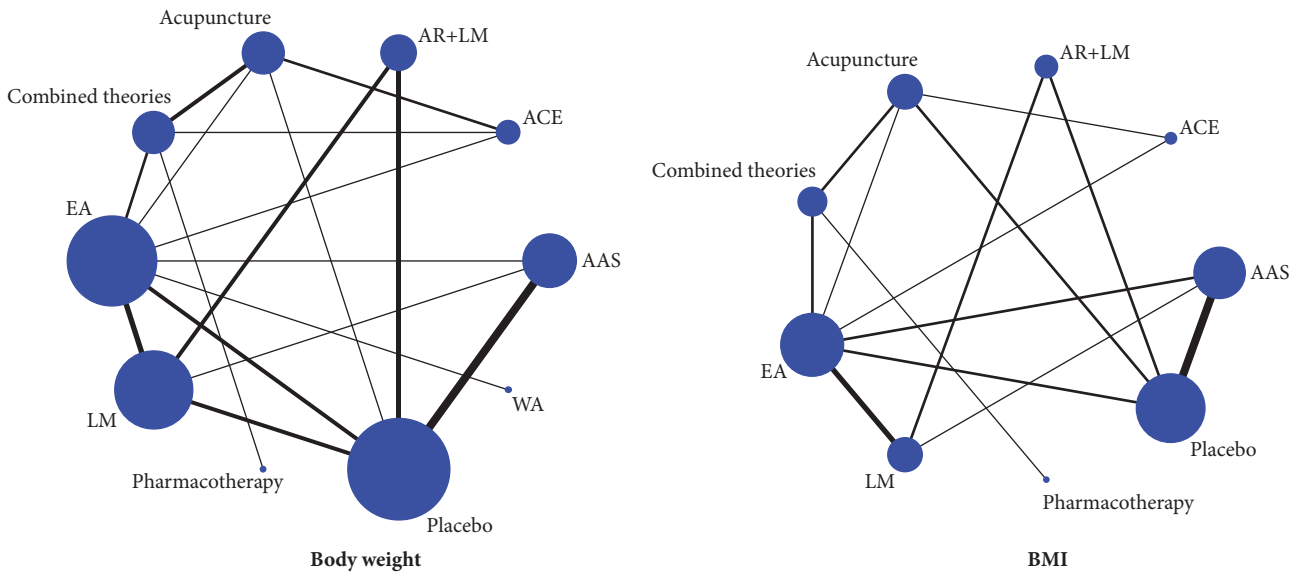 Acupuncture
AR+LM
Combined theories
ACE
EA
AAS
LM
WA
Pharmacotherapy
Placebo
Body weight
AR+LM
Acupuncture
ACE
Combined theories
AAS
EA
Placebo
LM
Pharmacotherapy
BMI